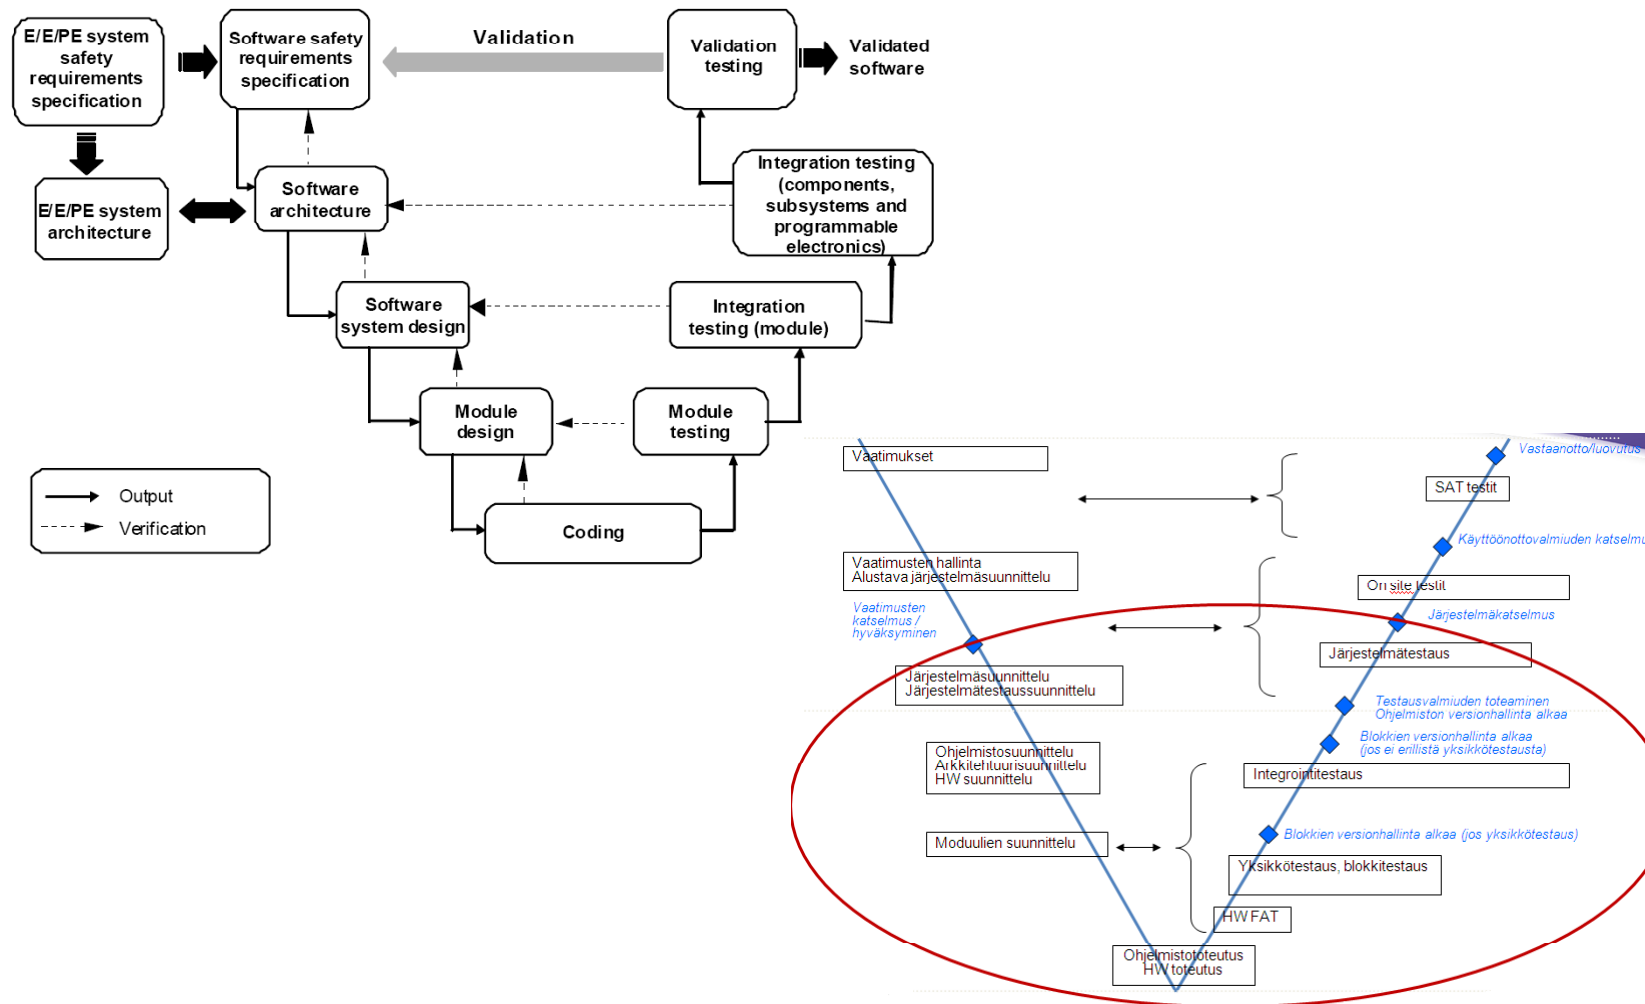 E/E/PE system
safety
requirements
specification
Software safety
requirements
specification
Validation
Validation
testing
Validated
software
E/E/PE system
architecture
Software
architecture
Integration testing
(components,
subsystems and
programmable
electronics)
Software
system design
Integration
testing (module)
Module
design
Module
testing
Coding
Output
Verification
Vaatimukset
Vastaanotto/luovutus
SAT testit
Käyttöönottovalmiuden katselmu
Vaatimusten hallinta
Alustava järjestelmäsuunnittelu
On site testit
Vaatimusten
katselmus /
hyväksyminen
Järjestelmäkatselmus
Järjestelmätestaus
Järjestelmäsuunnittelu
Järjestelmätestaussuunnittelu
Testausvalmiuden toteaminen
Ohjelmiston versionhallinta alkaa
Blokkien versionhallinta alkaa
(jos ei erillistä yksikkötestausta)
Ohjelmistosuunnittelu
Arkkitehtuurisuunnittelu
HW suunnittelu
Integrointitestaus
Moduulien suunnittelu
Blokkien versionhallinta alkaa (jos yksikkötestaus)
Yksikkötestaus, blokkitestaus
HW FAT
Ohjelmistototeutus
HW toteutus